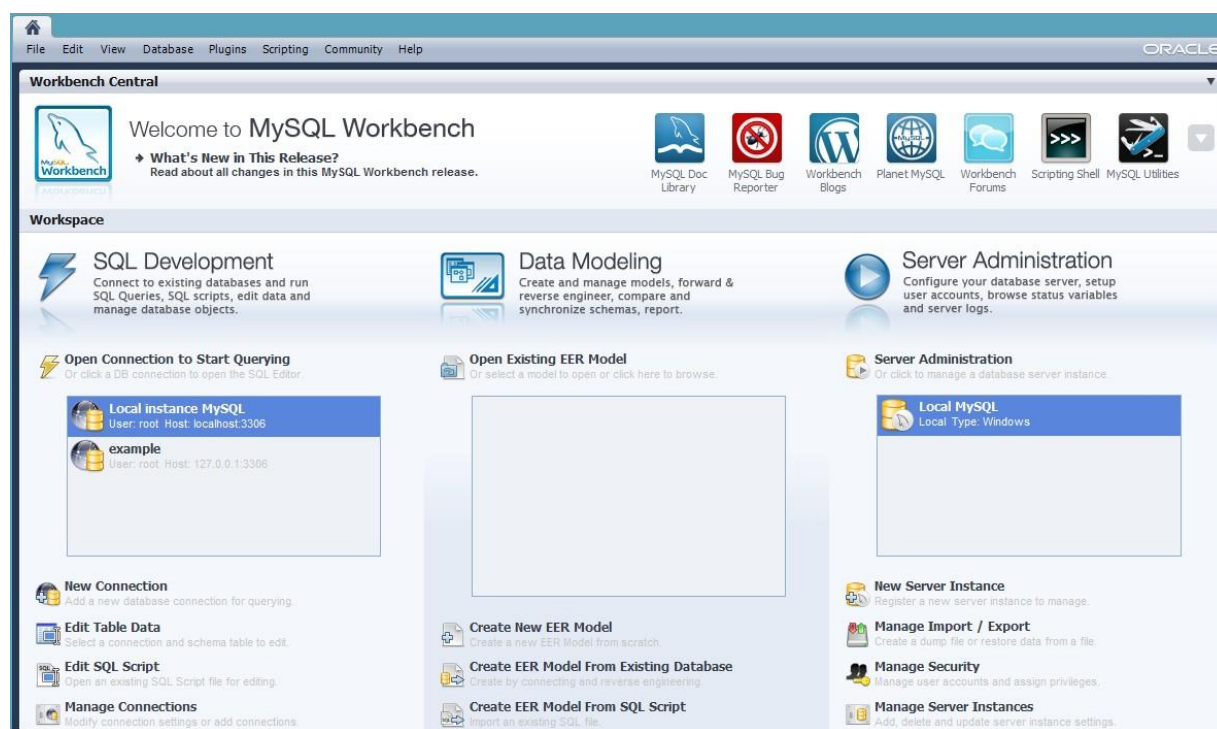 File Edit View Database Plugins Scripting Community Help
ORACLE
Workbench Central
MySQL
Workbench
Welcome to MySQL Workbench
What's New in This Release?
Read about all changes in this MySQL Workbench release.
MySQL Doc
Library
MySQL Bug
Reporter
Workbench
Blogs
MySQL
Planet MySQL
Workbench
Forums
>>>
Scripting Shell
MySQL Utilities
Workspace
SQL Development
Connect to existing databases and run
SQL Queries, SQL scripts, edit data and
manage database objects.
Open Connection to Start Querying
Or click a DB connection to open the SQL Editor.
Local instance MySQL
User: root Host: localhost:3306
example
User: root Host: 127.0.0.1:3306
New Connection
Add a new database connection for querying.
Edit Table Data
Select a connection and schema table to edit.
SQL
Edit SQL Script
Open an existing SQL Script file for editing.
Manage Connections
Modify connection settings or add connections.
Data Modeling
Create and manage models, forward &
reverse engineer, compare and
synchronize schemas, report.
Open Existing EER Model
Or select a model to open or click here to browse.
Create New EER Model
Create a new EER Model from scratch.
Create EER Model From Existing Database
Create by connecting and reverse engineering.
Create EER Model From SQL Script
Import an existing SQL file.
Server Administration
Configure your database server, setup
user accounts, browse status variables
and server logs.
Server Administration
Or click to manage a database server instance.
Local MySQL
Local Type: Windows
New Server Instance
Register a new server instance to manage.
Manage Import / Export
Create a dump file or restore data from a file.
Manage Security
Manage user accounts and assign privileges.
Manage Server Instances
Add, delete and update server instance settings.